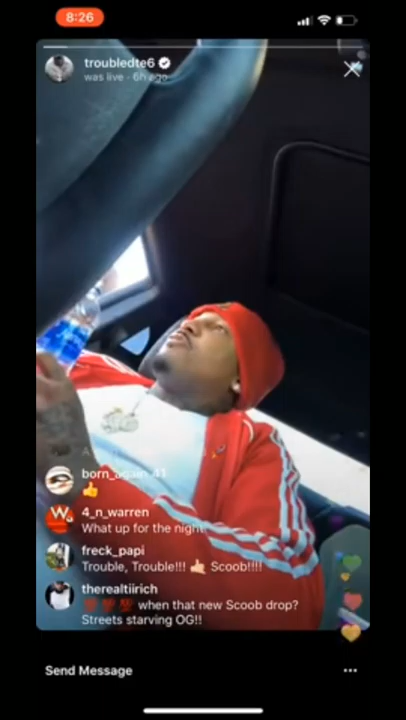 8:26
troubledte6
was live · 6h ago
born_again_41
4_n_warren
What up for the night
freck_papi
Trouble, Trouble!!! 🤙🏼 Scoob!!!!
therealtiirich
💯💯💯 when that new Scoob drop?
Streets starving OG!!
Send Message